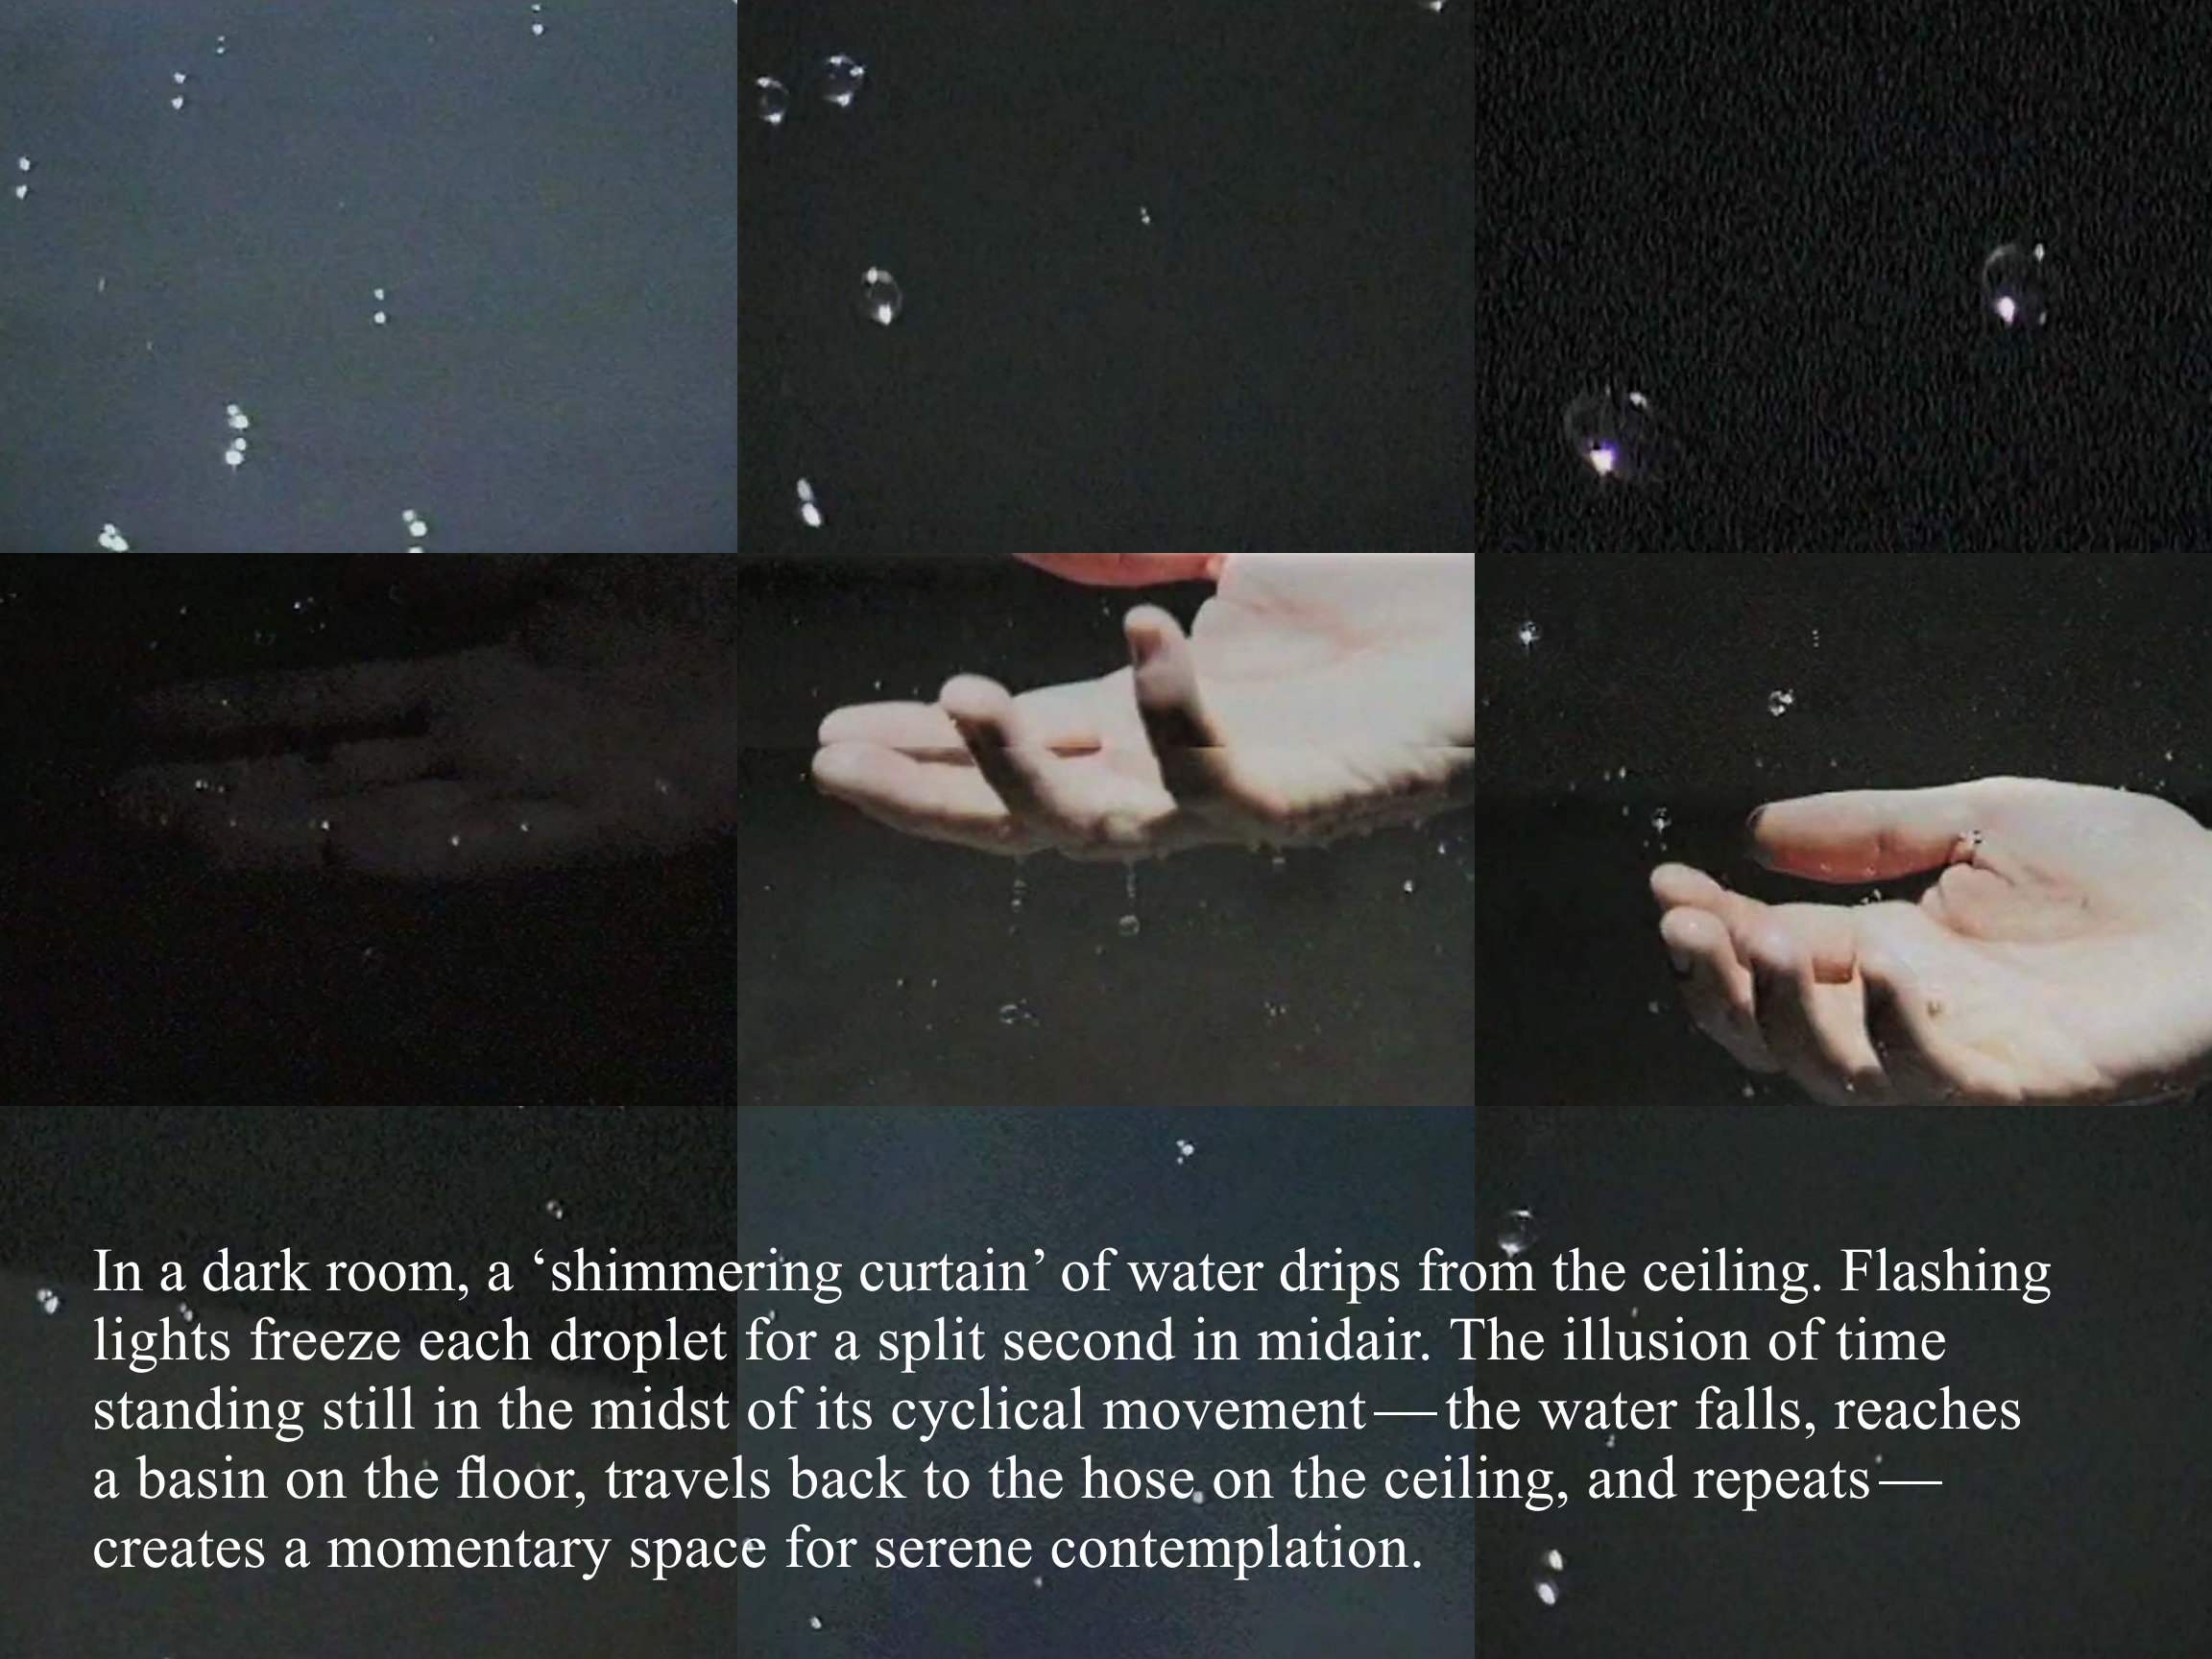 In a dark room, a ‘shimmering curtain’ of water drips from the ceiling. Flashing
lights freeze each droplet for a split second in midair. The illusion of time
standing still in the midst of its cyclical movement — the water falls, reaches
a basin on the floor, travels back to the hose on the ceiling, and repeats —
creates a momentary space for serene contemplation.